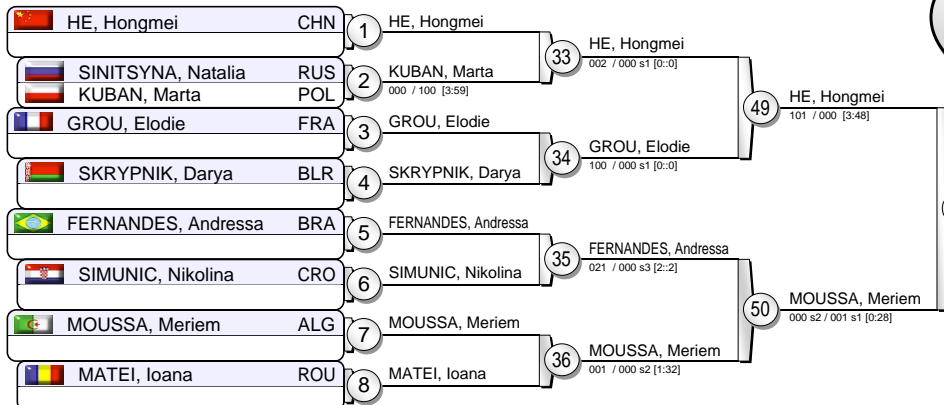 HE, Hongmei CHN
1
SINITSYNA, Natalia RUS
KUBAN, Marta POL
2
GROU, Elodie FRA
3
SKRYPNIK, Darya BLR
4
FERNANDES, Andressa BRA
5
SIMUNIC, Nikolina CRO
6
MOUSSA, Meriem ALG
7
MATEI, Ioana ROU
8
HE, Hongmei
KUBAN, Marta
000 / 100 [3:59]
33
GROU, Elodie
SKRYPNIK, Darya
34
FERNANDES, Andressa
SIMUNIC, Nikolina
35
MOUSSA, Meriem
MATEI, Ioana
36
HE, Hongmei
002 / 000 s1 [0::0]
GROU, Elodie
100 / 000 s1 [0::0]
49
FERNANDES, Andressa
021 / 000 s3 [2::2]
MOUSSA, Meriem
001 / 000 s2 [1:32]
50
HE, Hongmei
101 / 000 [3:48]
MOUSSA, Meriem
000 s2 / 001 s1 [0:28]